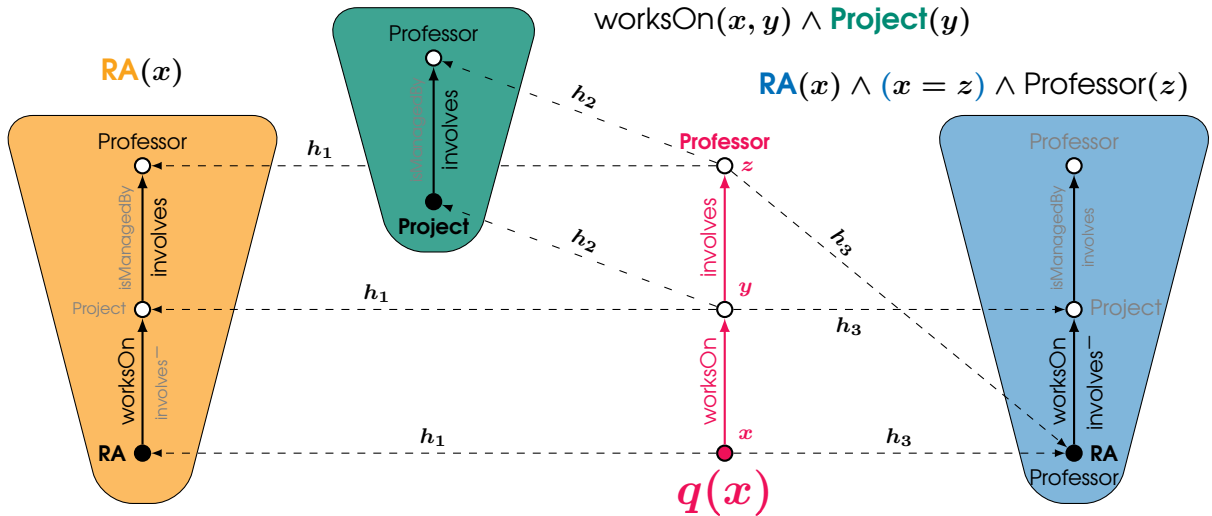 worksOn(x, y) ∧ Project(y)
RA(x)
RA(x) ∧ (x = z) ∧ Professor(z)
Professor
isManagedBy
involves
Project
h₂
h₂
Professor
isManagedBy
involves
Project
worksOn
involves⁻
RA
h₁
h₁
h₁
Professor
z
involves
y
worksOn
x
q(x)
h₃
h₃
h₃
Professor
isManagedBy
involves
Project
worksOn
involves⁻
RA
Professor